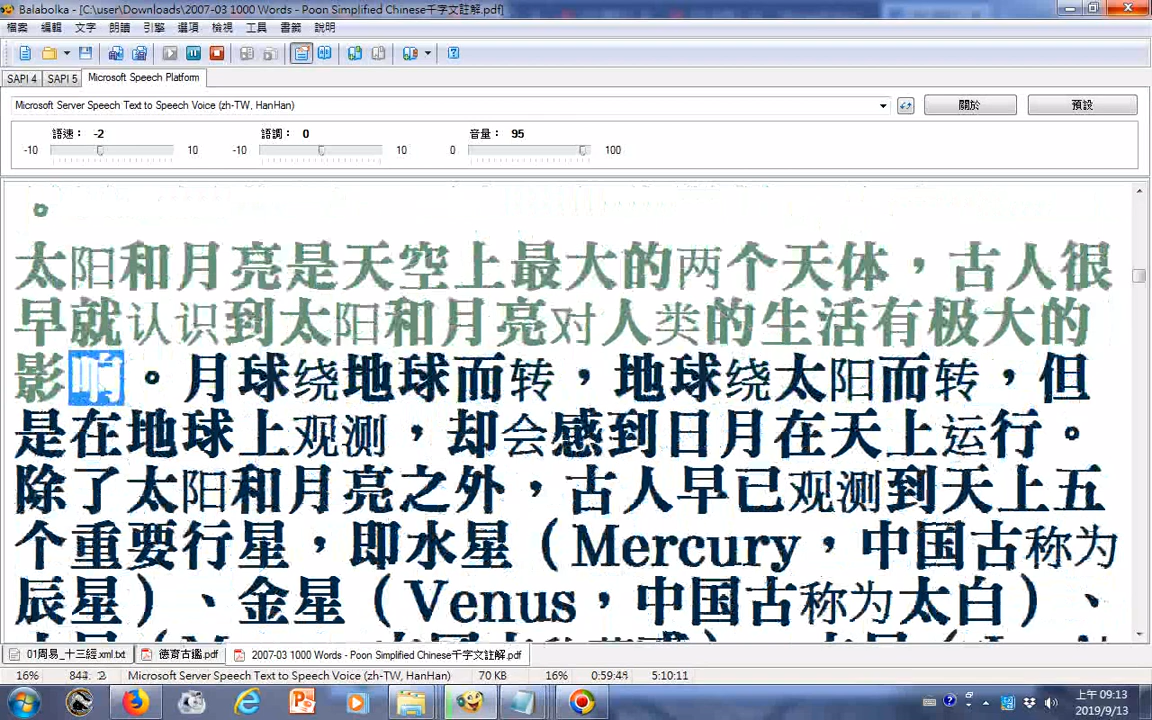 Balabolka - [C:\user\Downloads\2007-03 1000 Words - Poon Simplified Chinese千字文註解.pdf]
檔案 編輯 文字 朗讀 引擎 選項 檢視 工具 書籤 說明
SAPI 4 SAPI 5 Microsoft Speech Platform
Microsoft Server Speech Text to Speech Voice (zh-TW, HanHan) 關於 預設
語速： -2 語調： 0 音量： 95
-10 10 -10 10 0 100
。
太阳和月亮是天空上最大的两个天体，古人很
早就认识到太阳和月亮对人类的生活有极大的
影响。月球绕地球而转，地球绕太阳而转，但
是在地球上观测，却会感到日月在天上运行。
除了太阳和月亮之外，古人早已观测到天上五
个重要行星，即水星（Mercury，中国古称为
辰星）、金星（Venus，中国古称为太白）、
01周易_十三經.xml.txt 德育古鑑.pdf 2007-03 1000 Words - Poon Simplified Chinese千字文註解.pdf
16% Microsoft Server Speech Text to Speech Voice (zh-TW, HanHan) 70 KB 16% 5:10:11
上午 09:13
2019/9/13